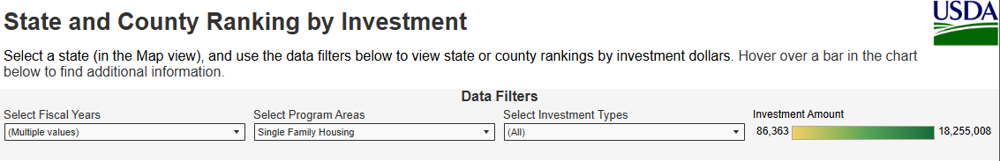 State and County Ranking by Investment
USDA
Select a state (in the Map view), and use the data filters below to view state or county rankings by investment dollars. Hover over a bar in the chart
below to find additional information.
Data Filters
Select Fiscal Years
(Multiple values)
Select Program Areas
Single Family Housing
Select Investment Types
(All)
Investment Amount
86,363 18,255,008